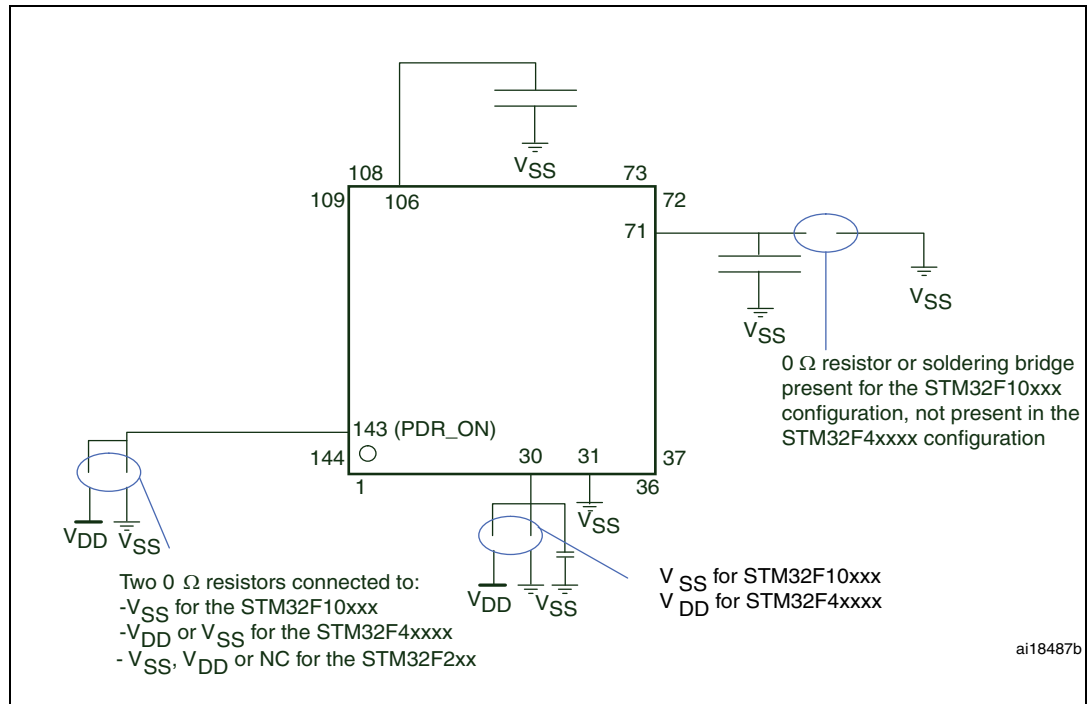 VSS
108
73
109
106
72
71
VSS
VSS
0 Ω resistor or soldering bridge
present for the STM32F10xxx
configuration, not present in the
STM32F4xxxx configuration
143 (PDR_ON)
144
30
31
37
1
36
VSS
VDD VSS
VDD VSS
Two 0 Ω resistors connected to:
-VSS for the STM32F10xxx
-VDD or VSS for the STM32F4xxxx
- VSS, VDD or NC for the STM32F2xx
VSS for STM32F10xxx
VDD for STM32F4xxxx
ai18487b